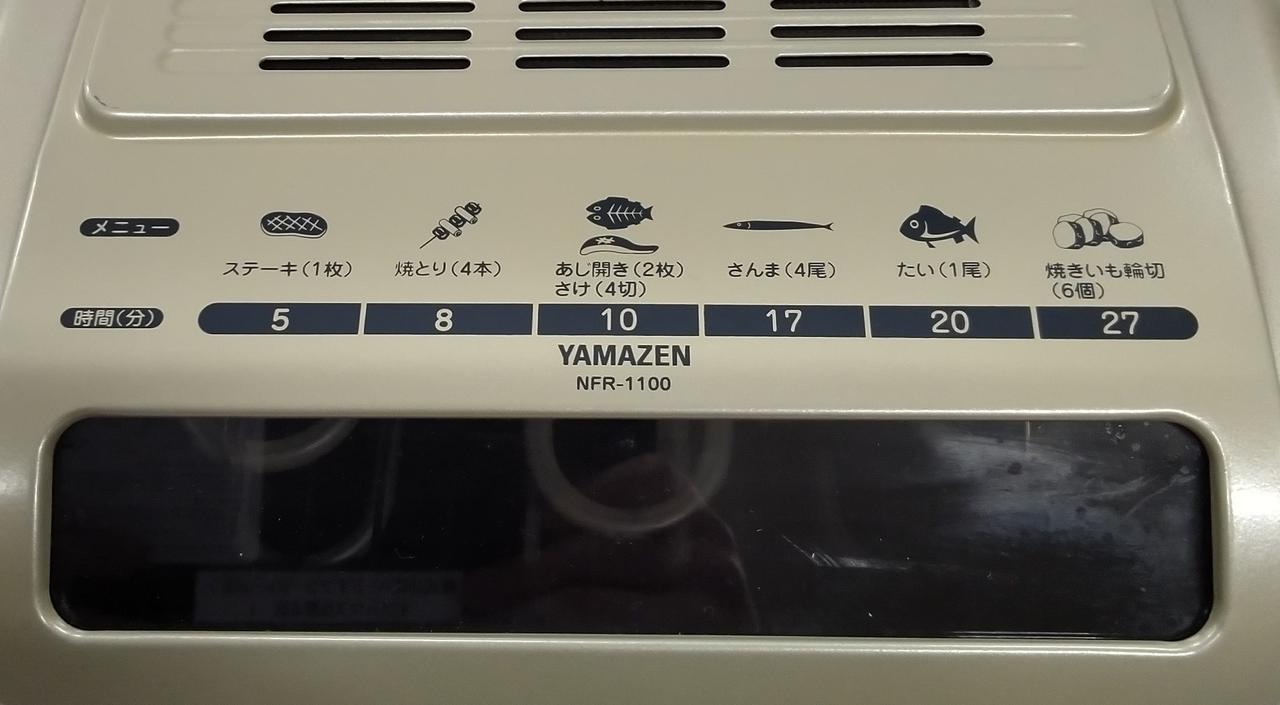 メニュー
ステーキ(1枚) 焼とり(4本) あじ開き(2枚) さんま(4尾) たい(1尾) 焼きいも輪切
さけ(4切) (6個)
時間(分) 5 8 10 17 20 27
YAMAZEN
NFR-1100